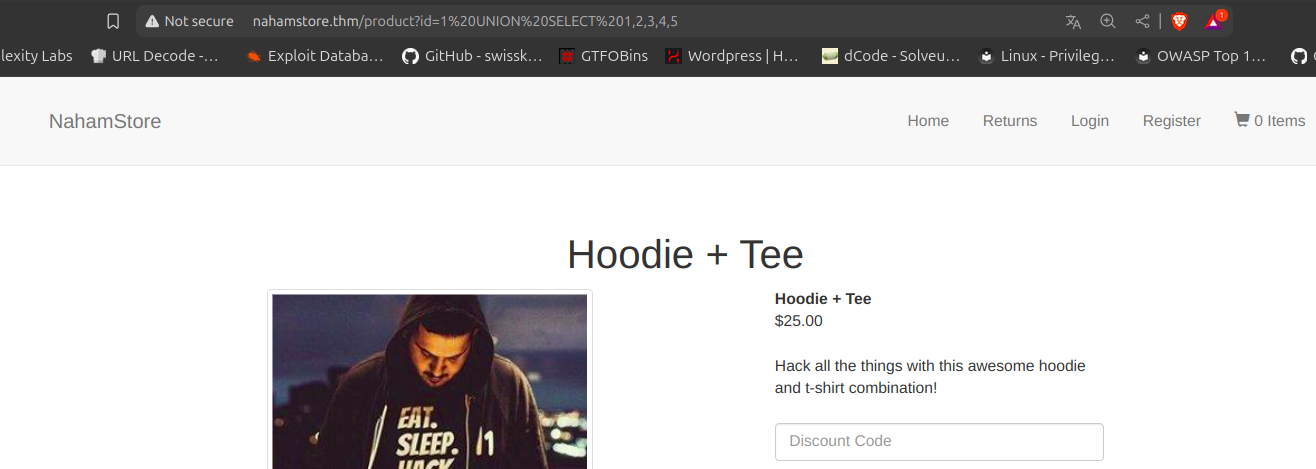 Not secure nahamstore.thm/product?id=1%20UNION%20SELECT%201,2,3,4,5 1
lexity Labs URL Decode -... Exploit Databa... GitHub - swissk... GTFOBins Wordpress | H... dCode - Solveu... Linux - Privileg... OWASP Top 1...
NahamStore Home Returns Login Register 0 Items
Hoodie + Tee
Hoodie + Tee
$25.00
Hack all the things with this awesome hoodie
and t-shirt combination!
Discount Code
EAT.
SLEEP.
HACK